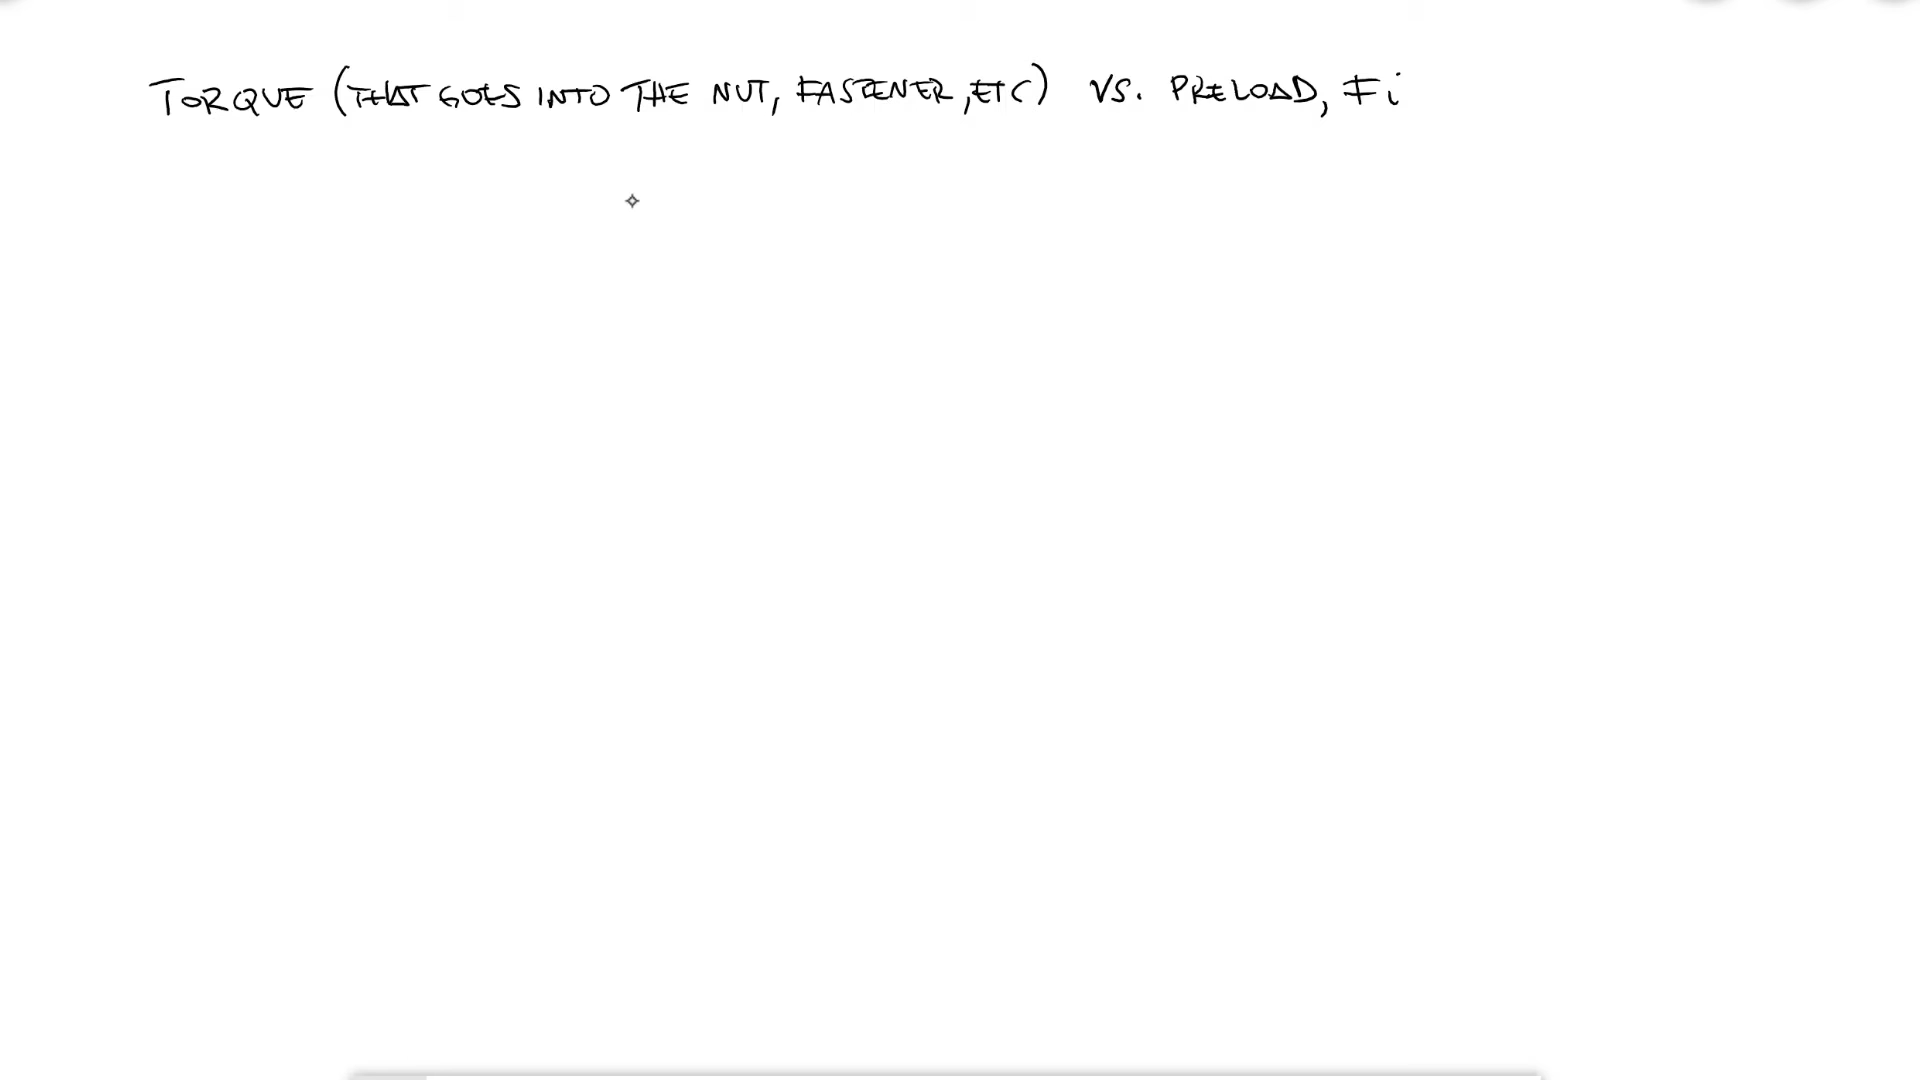 TORQUE (THAT GOES INTO THE NUT, FASTENER, ETC) VS. PRELOAD, Fi